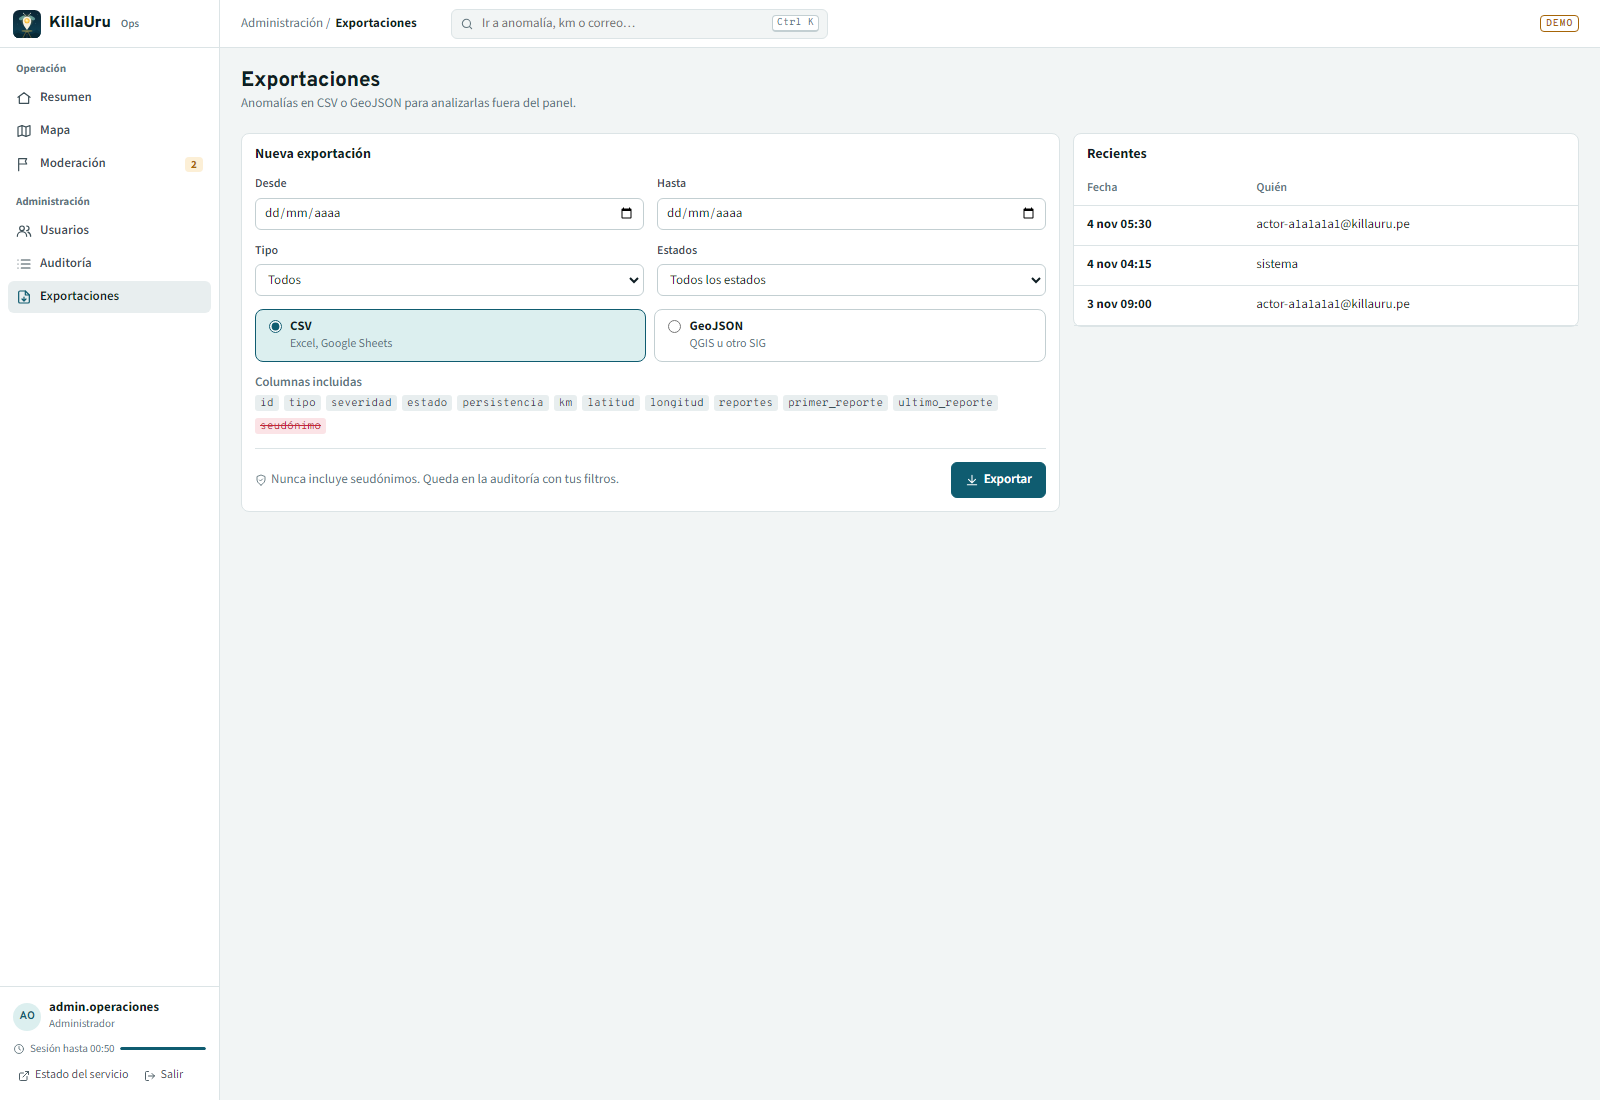 KillaUru Ops
Administración / Exportaciones
Ir a anomalía, km o correo…
Ctrl K
DEMO
Operación
Resumen
Mapa
Moderación 2
Administración
Usuarios
Auditoría
Exportaciones
Exportaciones
Anomalías en CSV o GeoJSON para analizarlas fuera del panel.
Nueva exportación
Desde
Hasta
dd/mm/aaaa
dd/mm/aaaa
Tipo
Estados
Todos
Todos los estados
CSV
Excel, Google Sheets
GeoJSON
QGIS u otro SIG
Columnas incluidas
id tipo severidad estado persistencia km latitud longitud reportes primer_reporte ultimo_reporte
seudónimo
Nunca incluye seudónimos. Queda en la auditoría con tus filtros.
Exportar
Recientes
Fecha Quién
4 nov 05:30 actor-a1a1a1a1@killauru.pe
4 nov 04:15 sistema
3 nov 09:00 actor-a1a1a1a1@killauru.pe
AO
admin.operaciones
Administrador
Sesión hasta 00:50
Estado del servicio
Salir